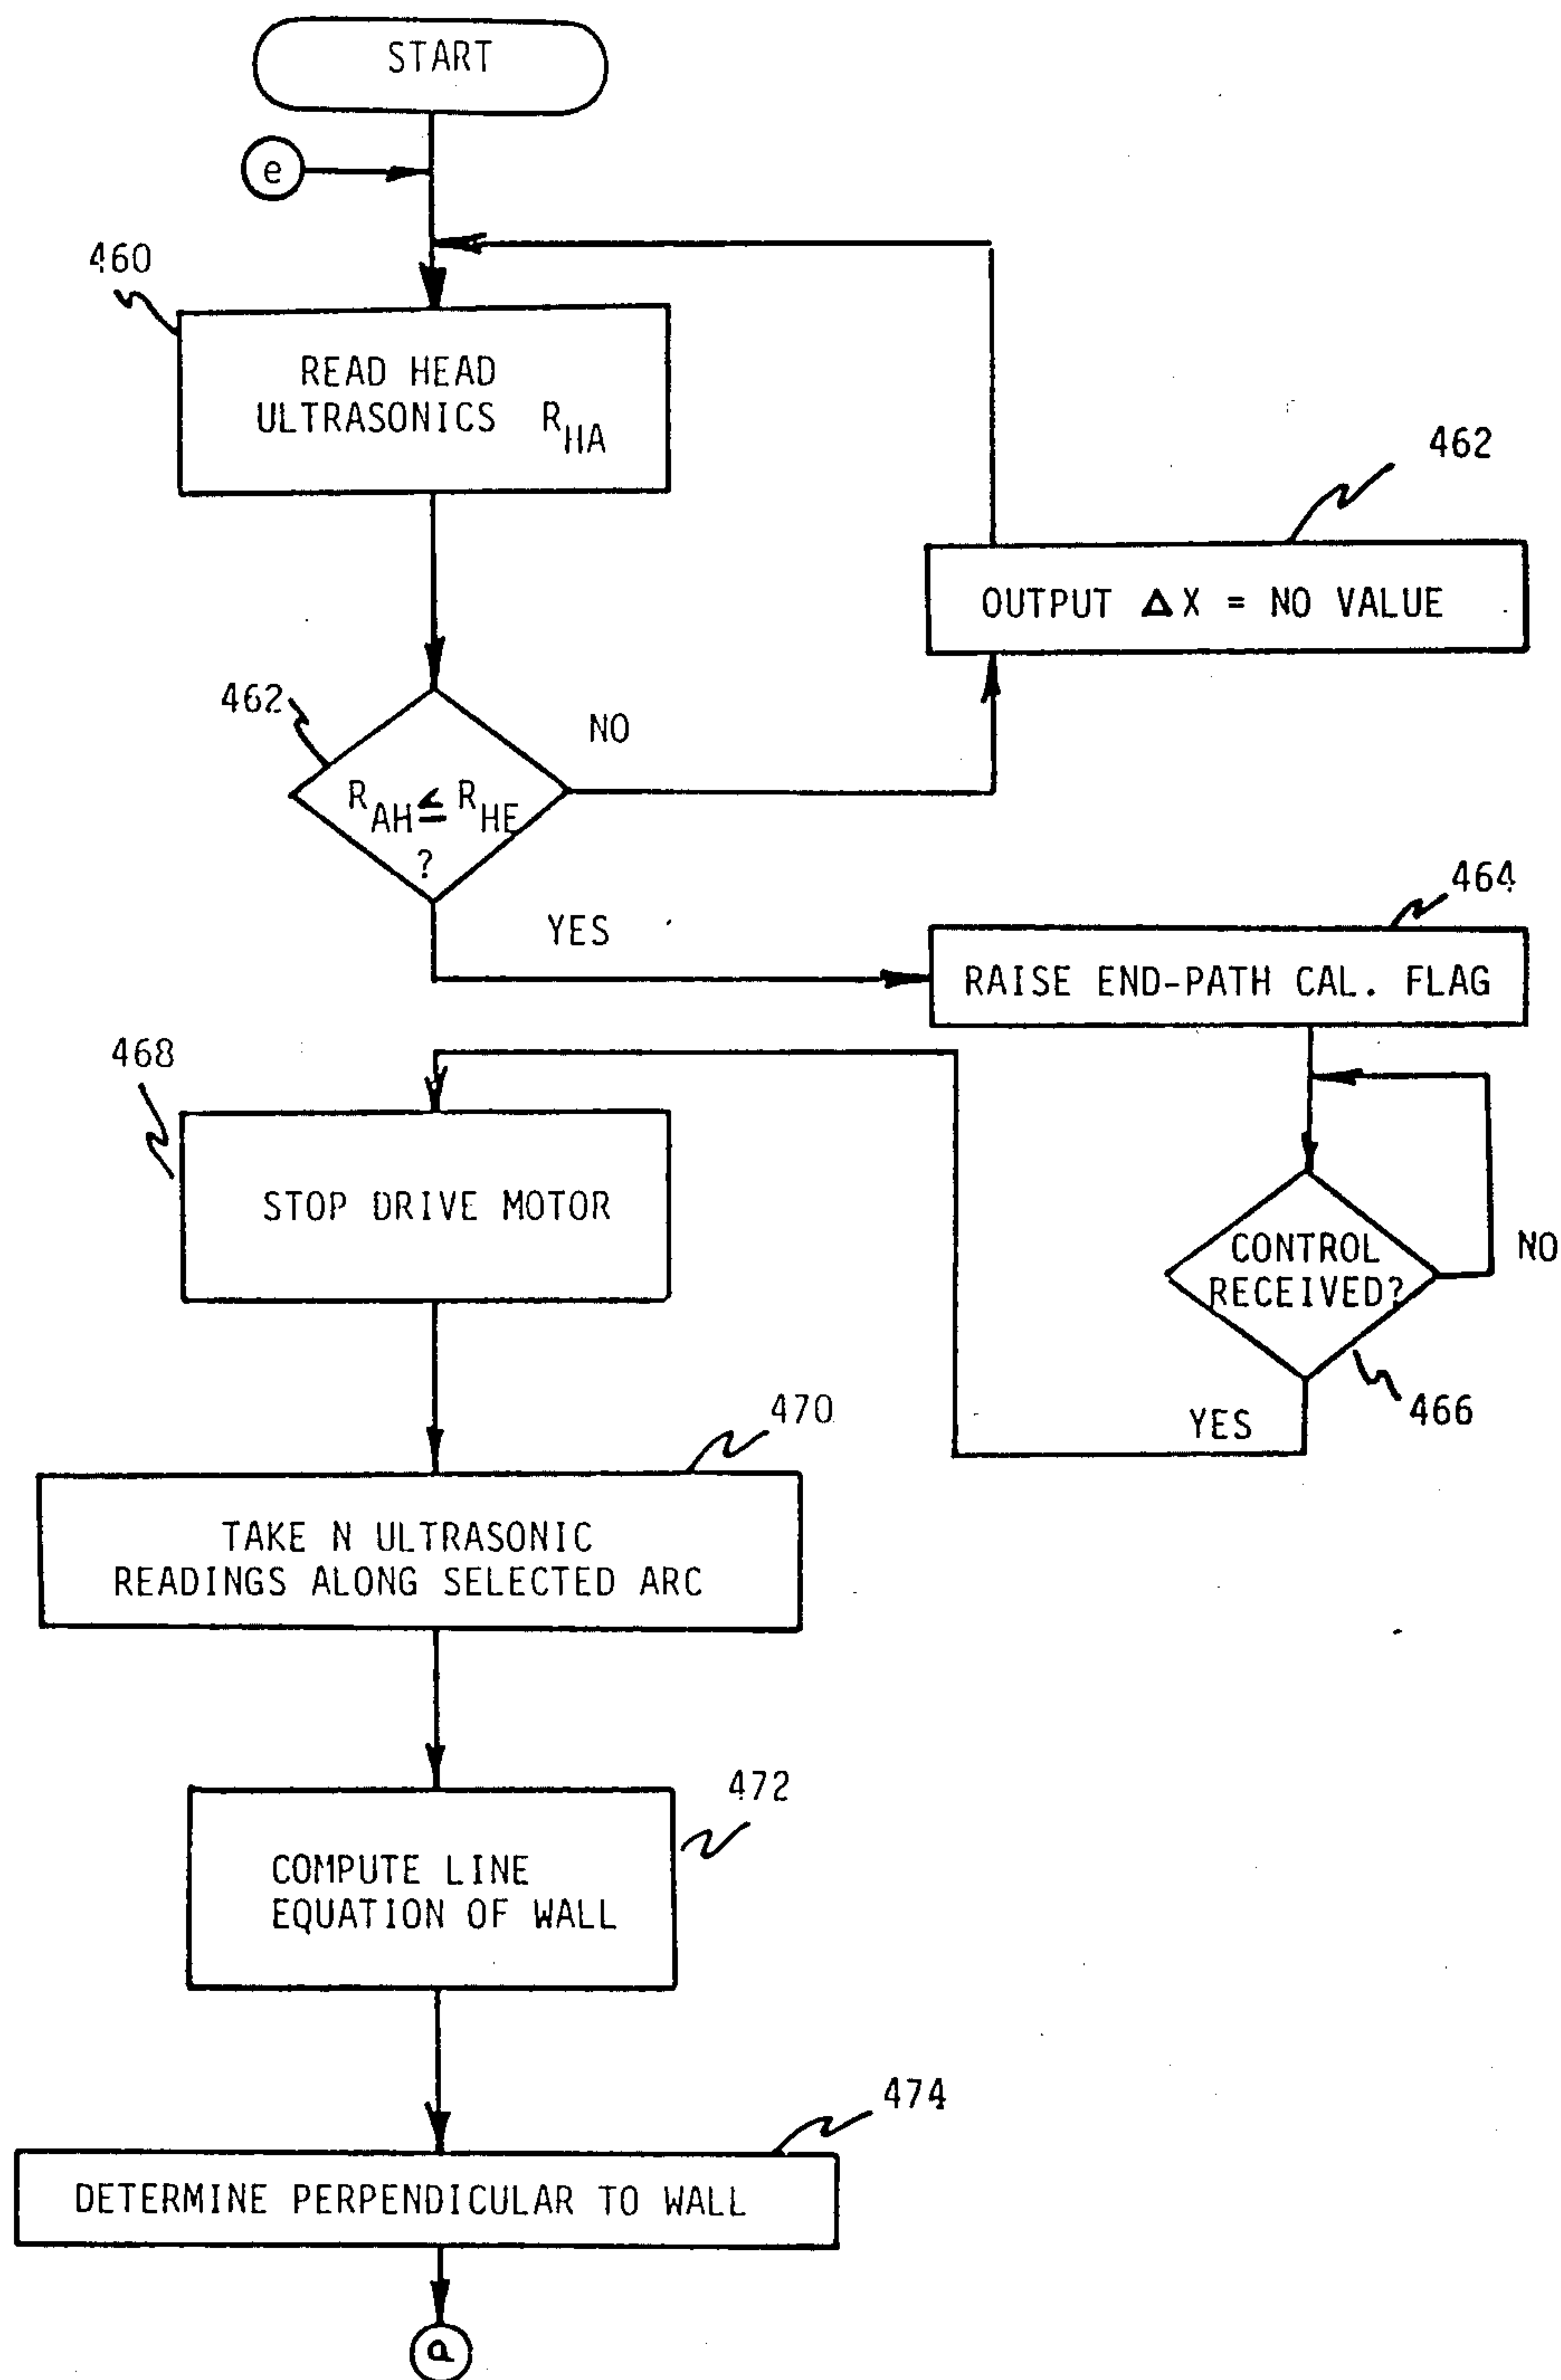 START
e
460
READ HEAD
ULTRASONICS R_HA
462
OUTPUT ΔX = NO VALUE
462
NO
R_AH ≤ R_HE
?
YES
464
RAISE END-PATH CAL. FLAG
468
STOP DRIVE MOTOR
CONTROL
RECEIVED?
NO
466
YES
470
TAKE N ULTRASONIC
READINGS ALONG SELECTED ARC
472
COMPUTE LINE
EQUATION OF WALL
474
DETERMINE PERPENDICULAR TO WALL
a